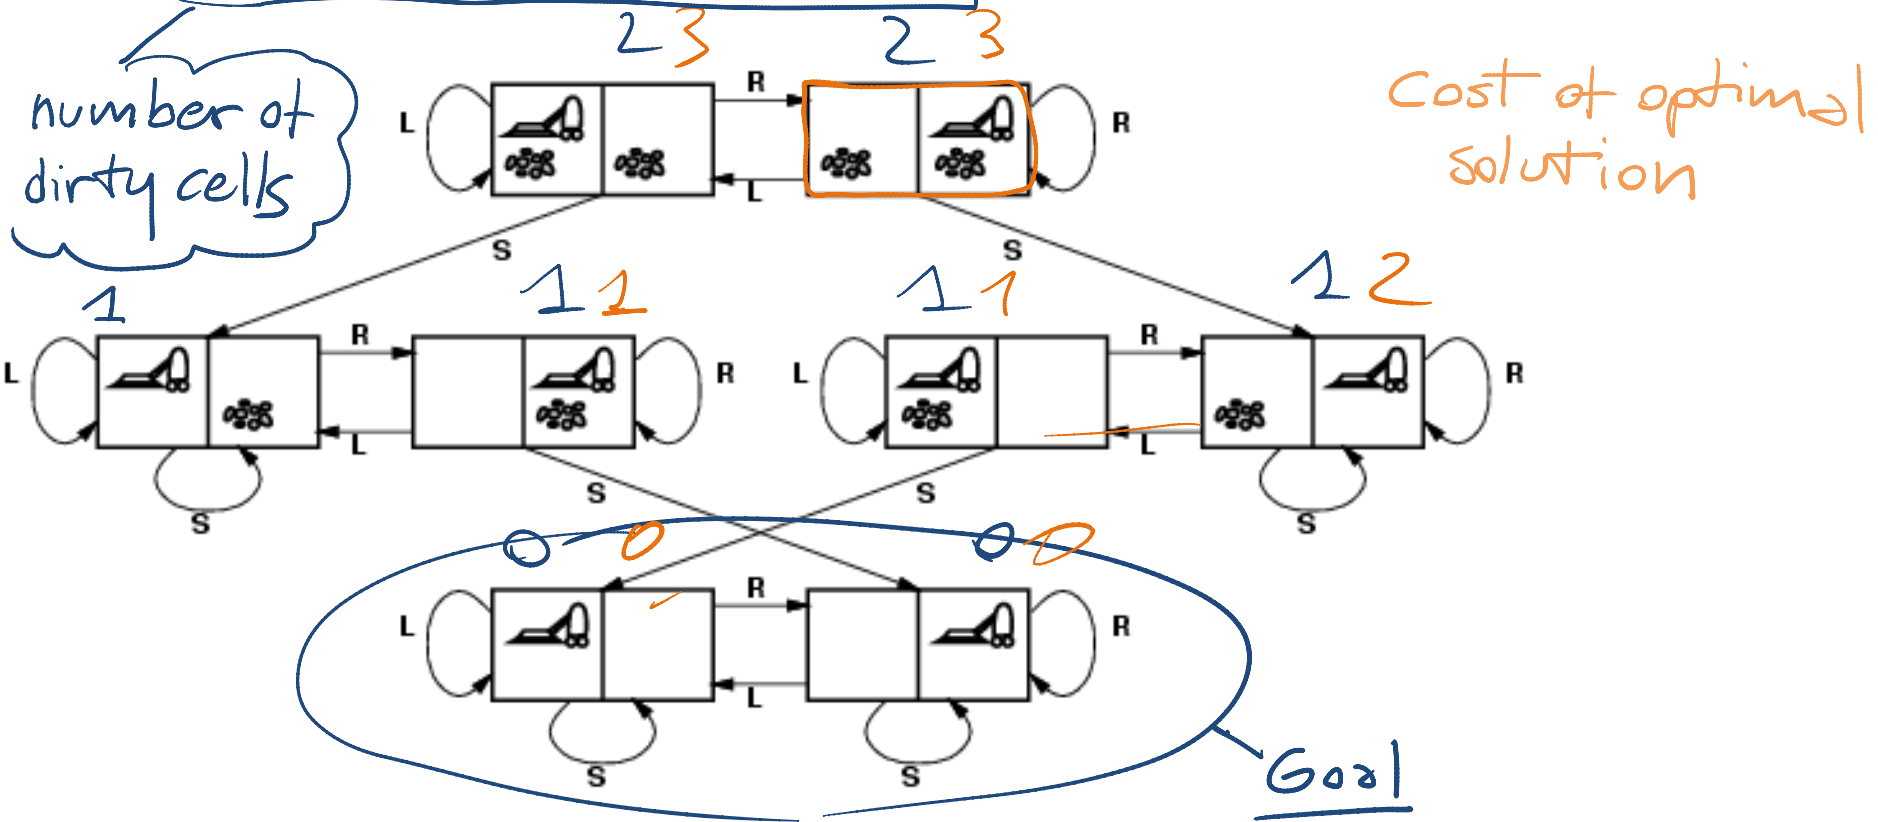 2 3 2 3
number of
dirty cells
Cost of optimal
solution
L R L R
S S
1 1 1 1 1 2
L R L R L R L R
S S S S
0 0 0 0
L R L R
S S
Goal